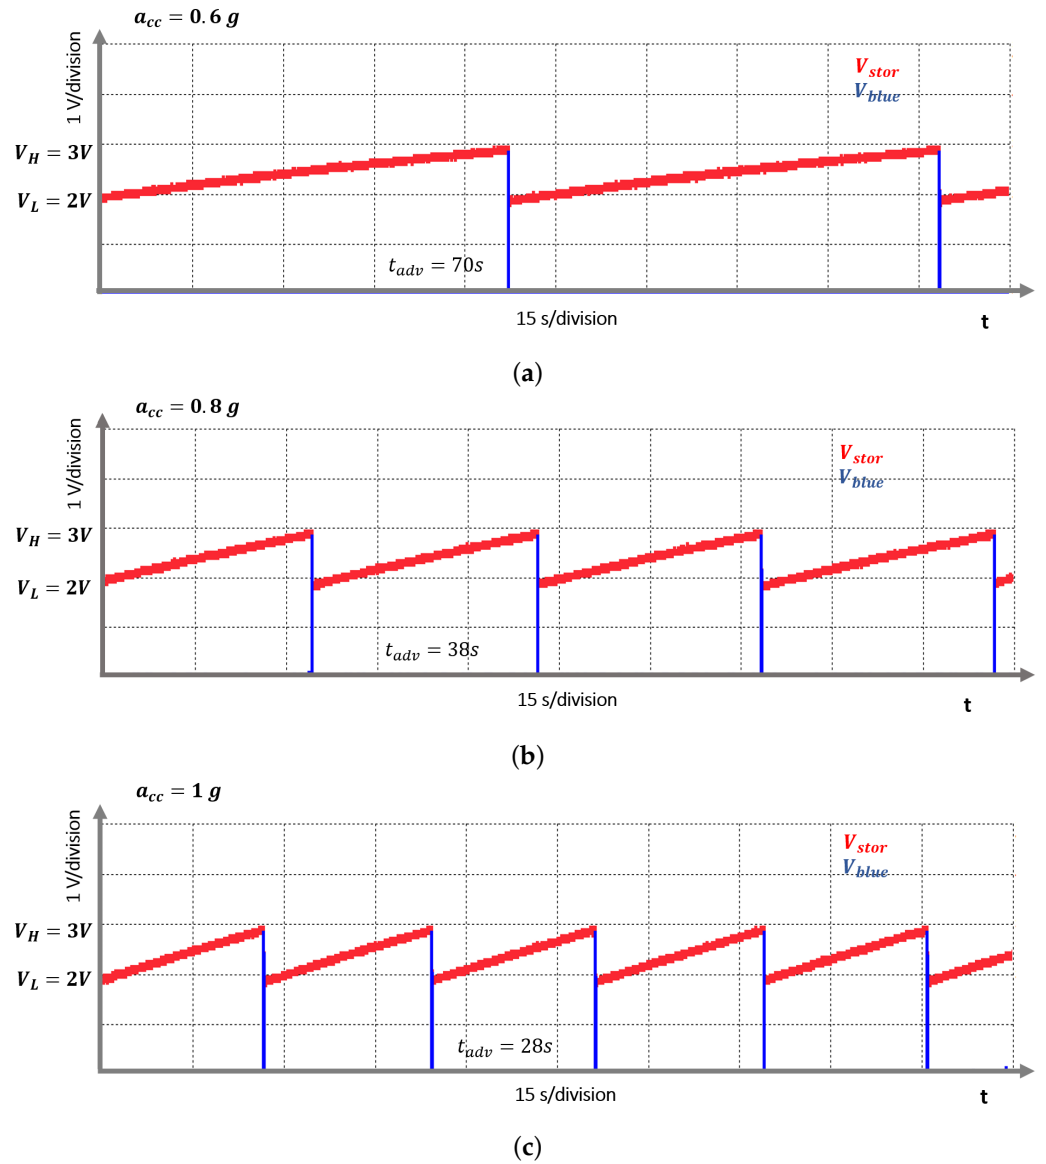 a_cc = 0.6 g
1 V/division
V_stor
V_blue
V_H = 3V
V_L = 2V
t_adv = 70s
15 s/division
t
(a)
a_cc = 0.8 g
1 V/division
V_stor
V_blue
V_H = 3V
V_L = 2V
t_adv = 38s
15 s/division
t
(b)
a_cc = 1 g
1 V/division
V_stor
V_blue
V_H = 3V
V_L = 2V
t_adv = 28s
15 s/division
t
(c)